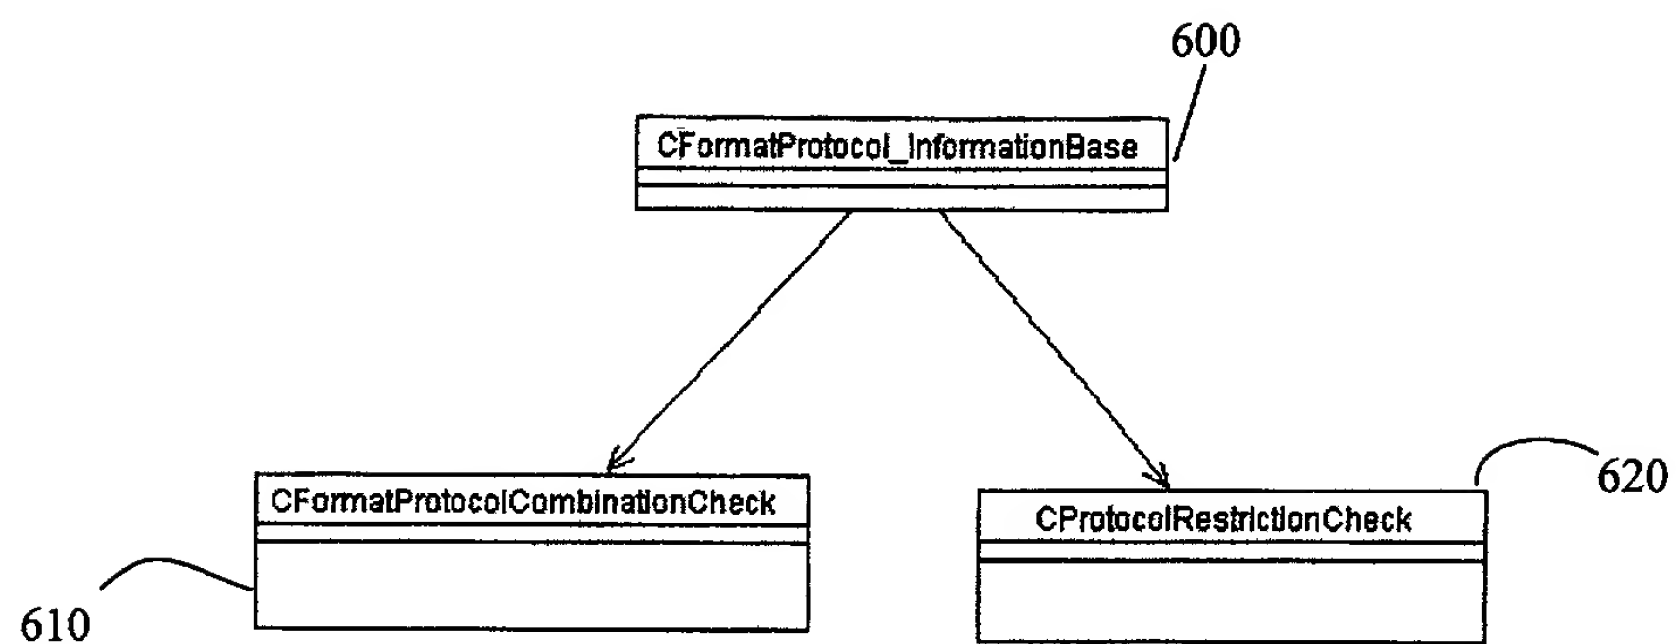 600
CFormatProtocol_InformationBase
CFormatProtocolCombinationCheck
CProtocolRestrictionCheck
620
610